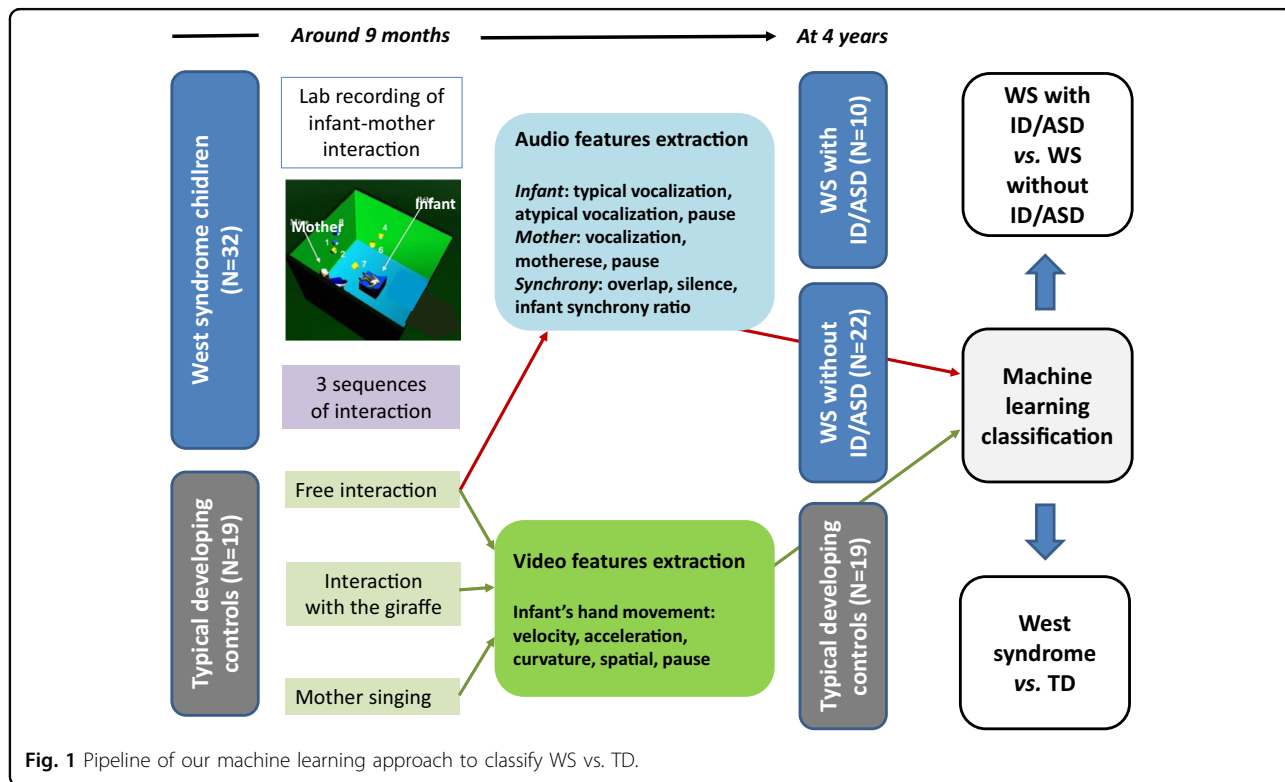 Around 9 months
At 4 years
West syndrome chidlren
(N=32)
Typical developing
controls (N=19)
Lab recording of
infant-mother
interaction
Mother
Infant
1
2
4
6
7
3 sequences
of interaction
Free interaction
Interaction
with the giraffe
Mother singing
Audio features extraction
Infant: typical vocalization,
atypical vocalization, pause
Mother: vocalization,
motherese, pause
Synchrony: overlap, silence,
infant synchrony ratio
Video features extraction
Infant's hand movement:
velocity, acceleration,
curvature, spatial, pause
WS with
ID/ASD (N=10)
WS without
ID/ASD (N=22)
Typical developing
controls (N=19)
WS with
ID/ASD
vs. WS
without
ID/ASD
Machine
learning
classification
West
syndrome
vs. TD
Fig. 1 Pipeline of our machine learning approach to classify WS vs. TD.